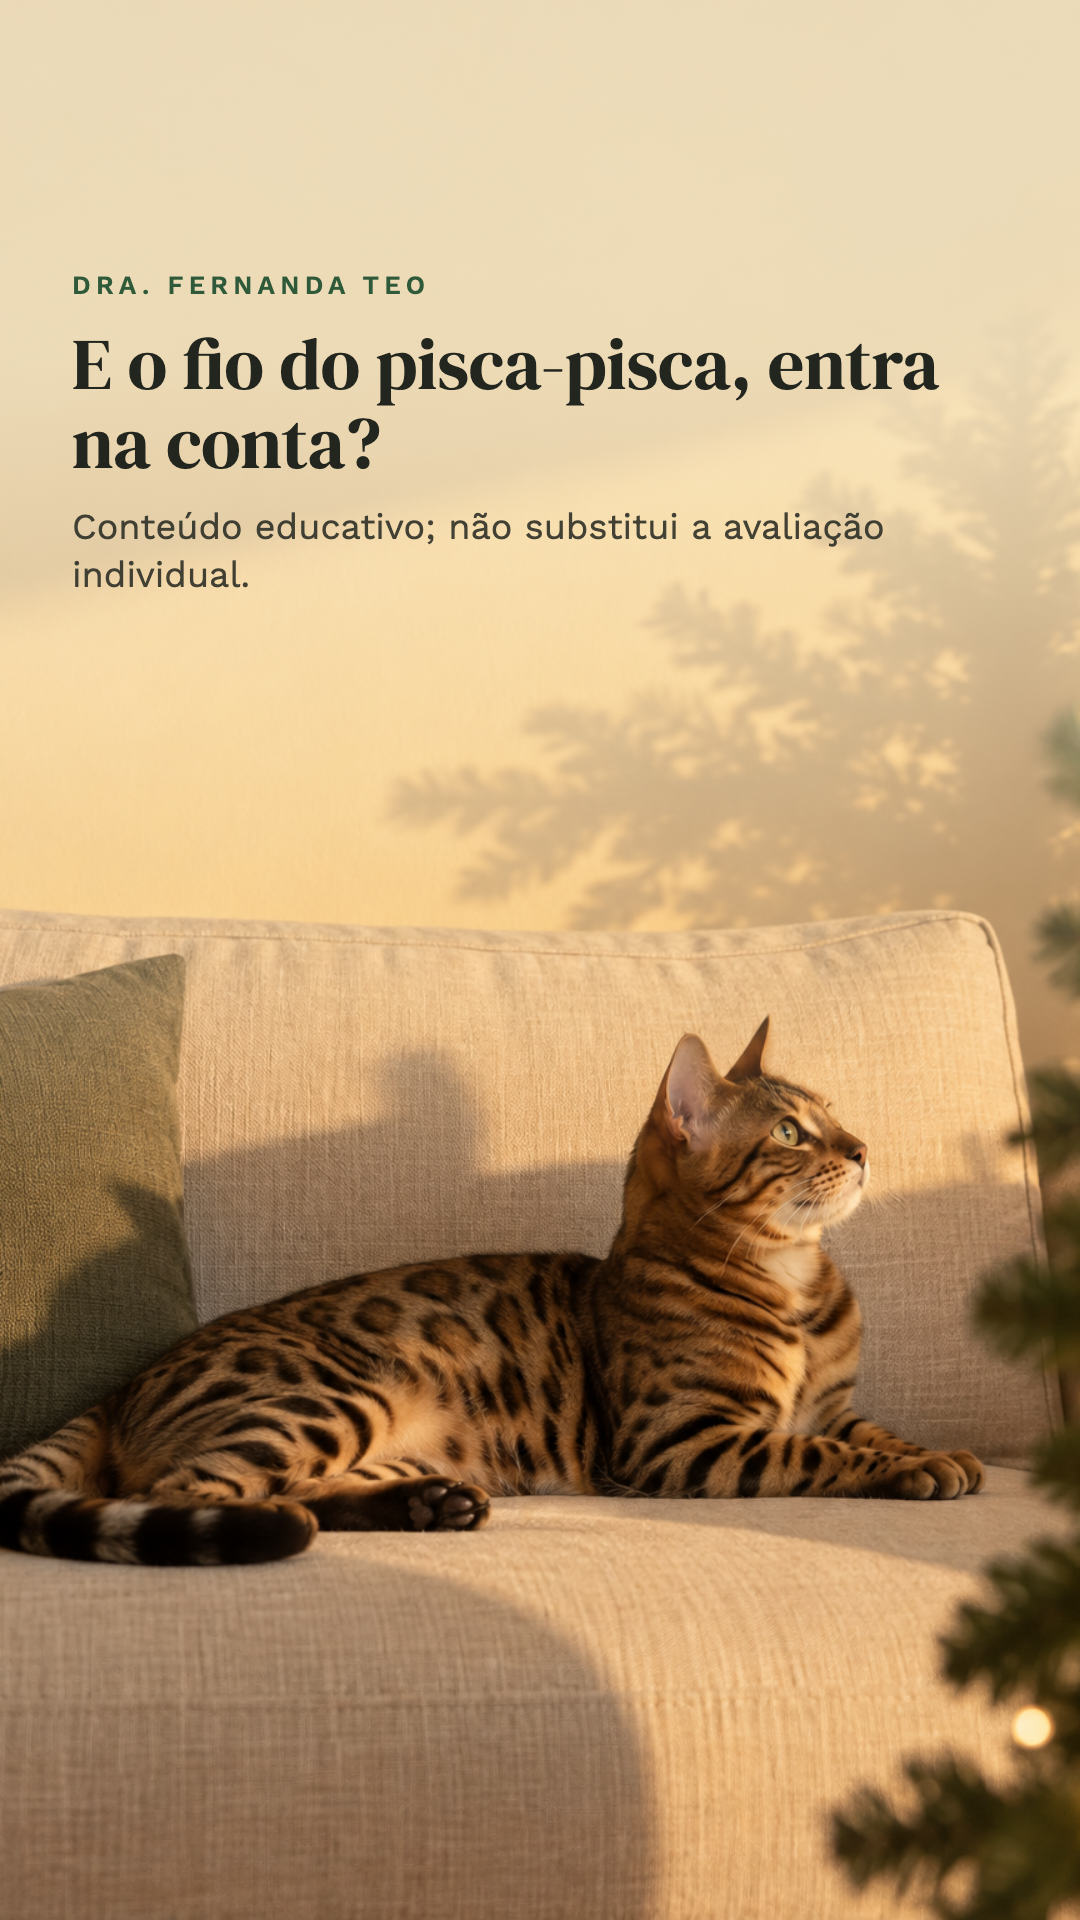 DRA. FERNANDA TEO
E o fio do pisca-pisca, entra
na conta?
Conteúdo educativo; não substitui a avaliação
individual.